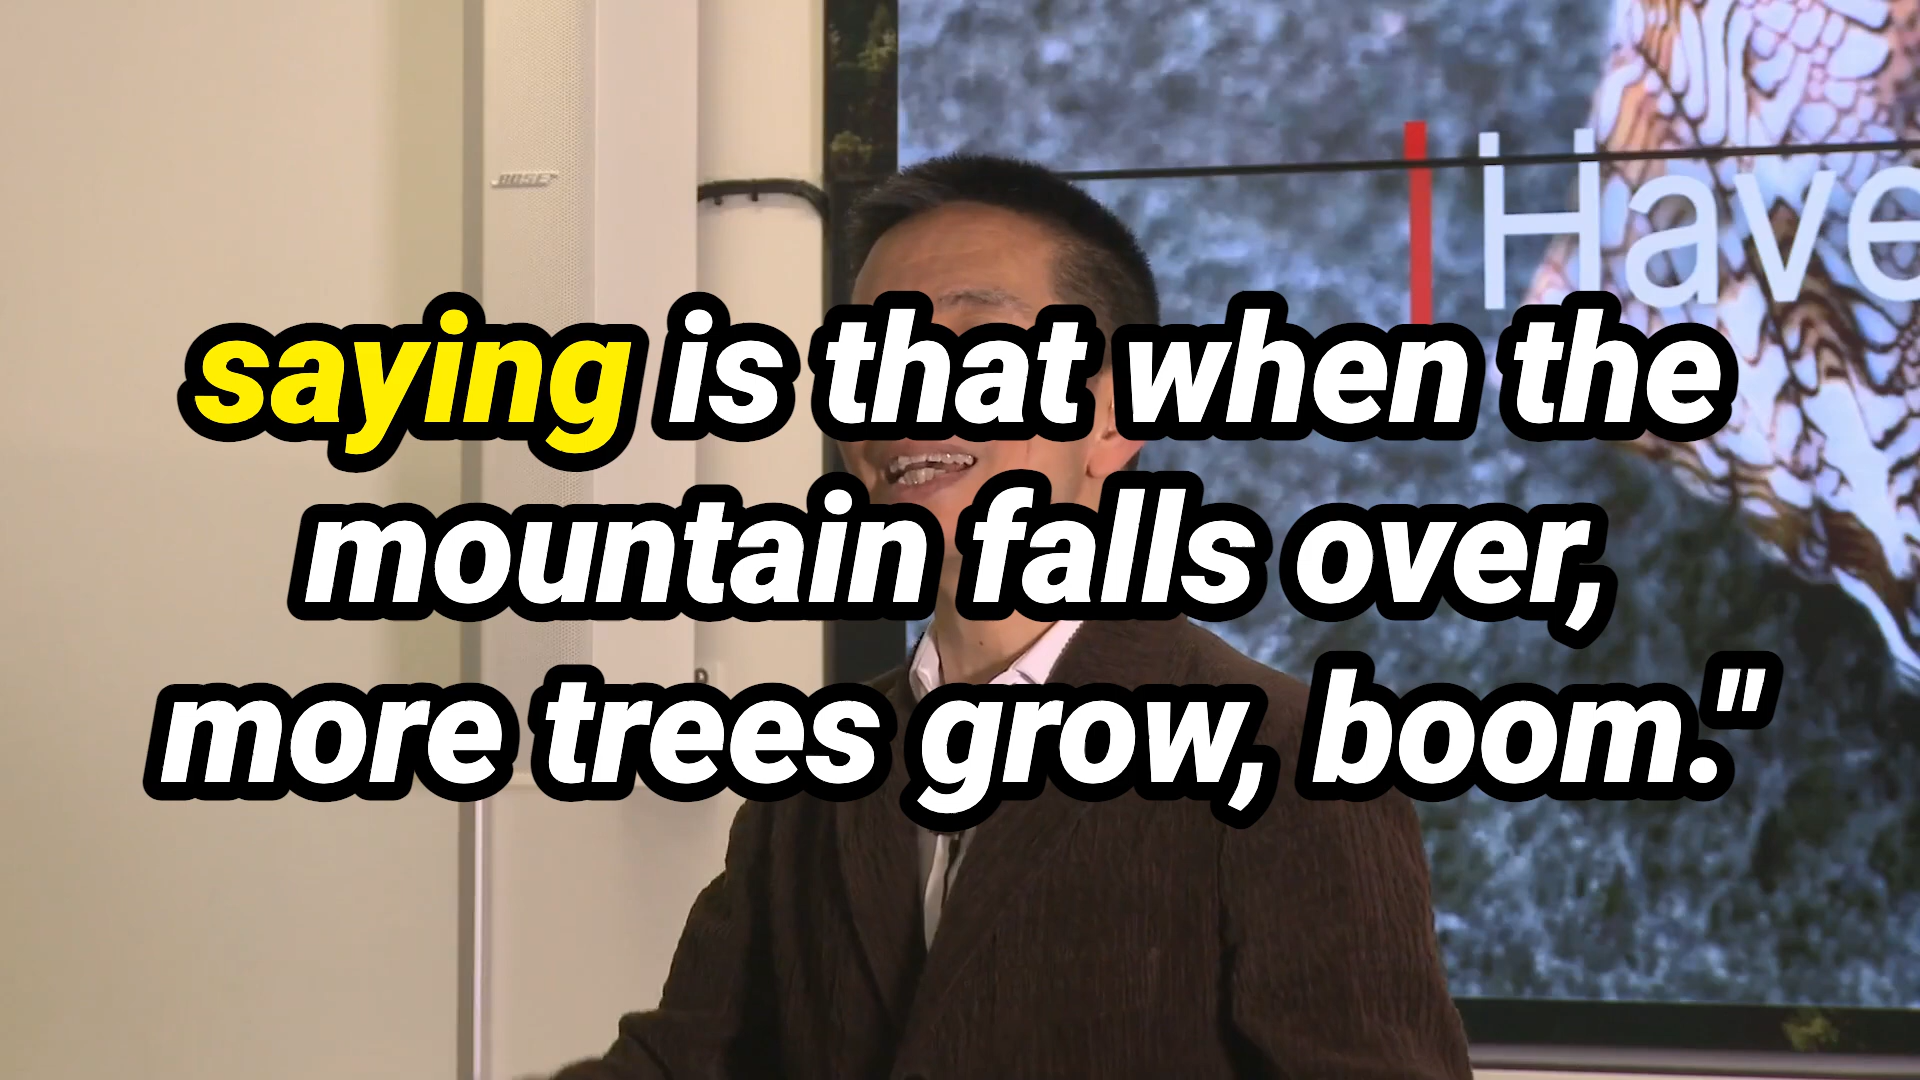 BOSE
Have
saying is that when the
mountain falls over,
more trees grow, boom."